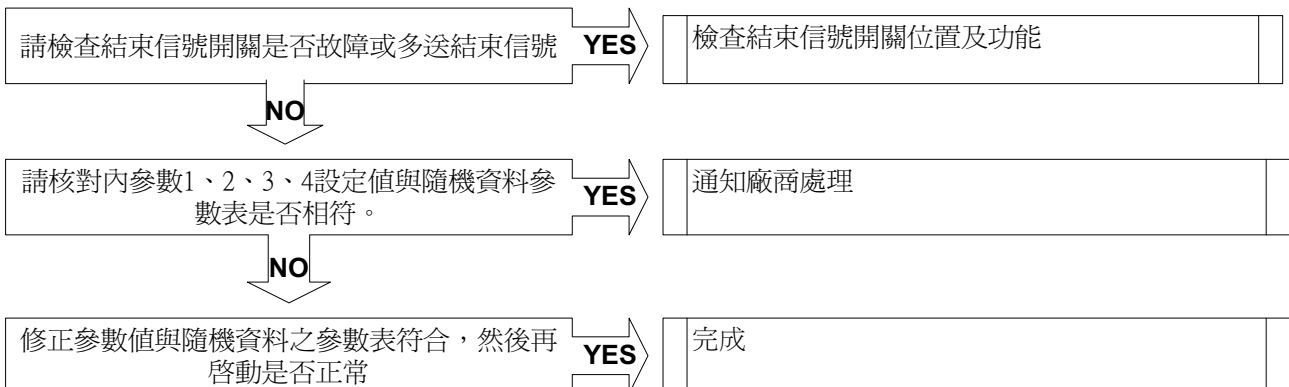 請檢查結束信號開關是否故障或多送結束信號
YES
檢查結束信號開關位置及功能
NO
請核對內參數1、2、3、4設定值與隨機資料參
數表是否相符。
YES
通知廠商處理
NO
修正參數值與隨機資料之參數表符合，然後再
啓動是否正常
YES
完成